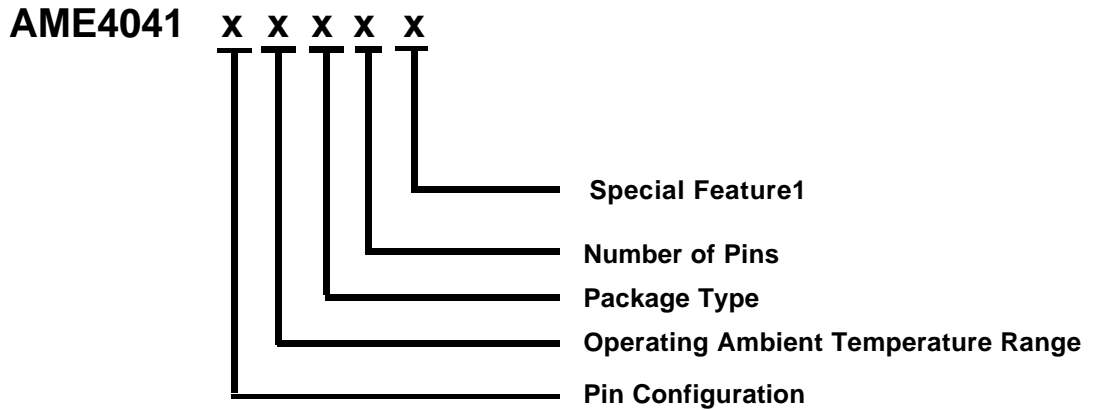 AME4041 x x x x x
Special Feature1
Number of Pins
Package Type
Operating Ambient Temperature Range
Pin Configuration